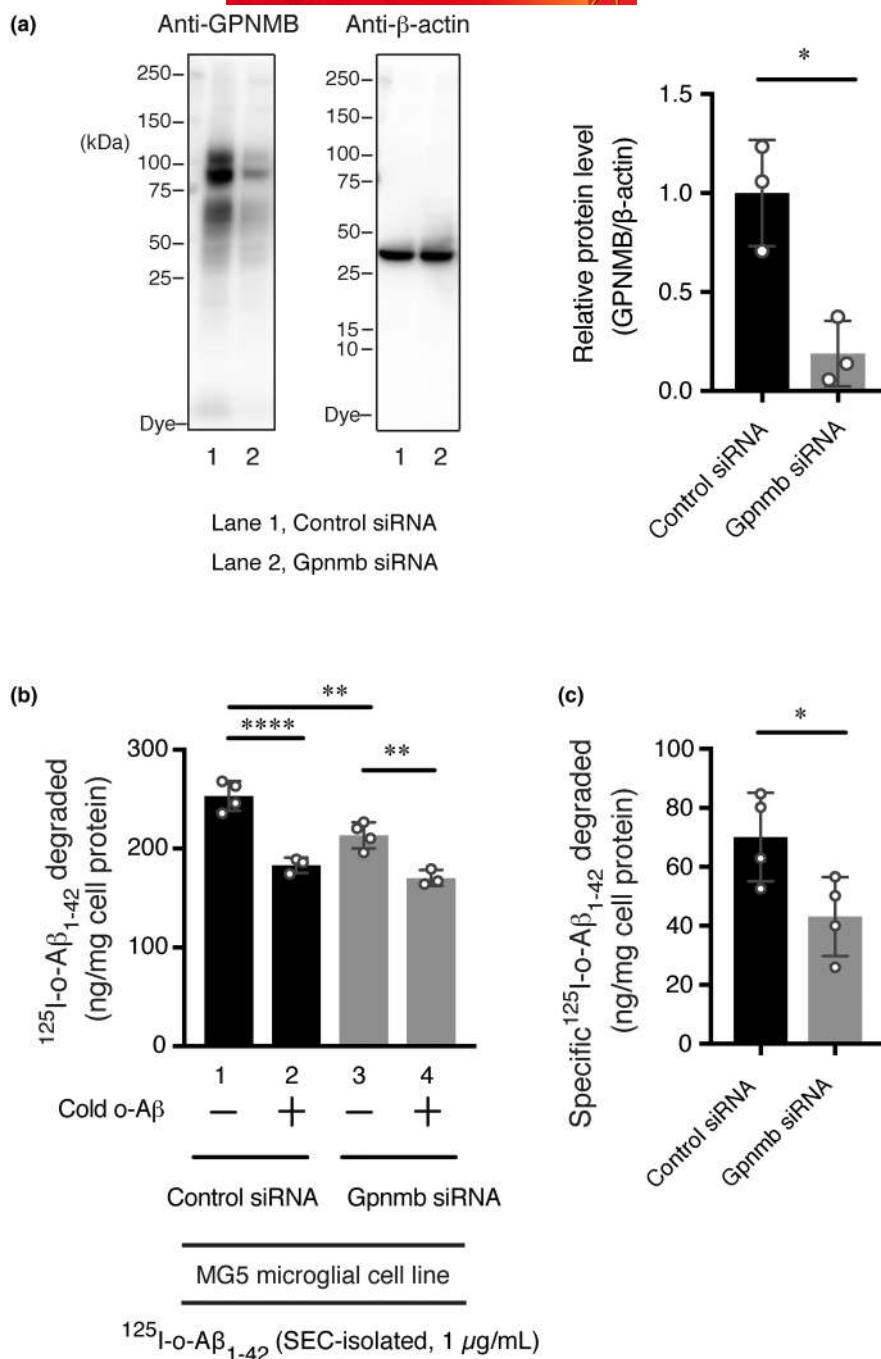 (a)
Anti-GPNMB
Anti-β-actin
(kDa)
250
150
100
75
50
25
Dye
1 2
250
150
100
75
50
25
15
10
Dye
1 2
Lane 1, Control siRNA
Lane 2, Gpnmb siRNA
*
Relative protein level
(GPNMB/β-actin)
1.5
1.0
0.5
0.0
Control siRNA
Gpnmb siRNA
(b)
**
****
**
125I-o-Aβ1-42 degraded
(ng/mg cell protein)
300
200
100
0
1 2 3 4
Cold o-Aβ − + − +
Control siRNA Gpnmb siRNA
MG5 microglial cell line
125I-o-Aβ1-42 (SEC-isolated, 1 μg/mL)
(c)
*
Specific 125I-o-Aβ1-42 degraded
(ng/mg cell protein)
100
80
60
40
20
0
Control siRNA
Gpnmb siRNA